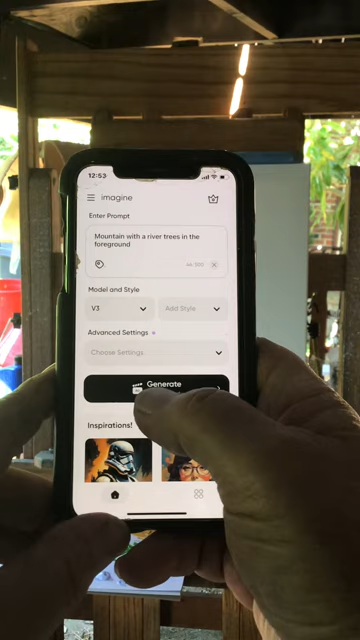 12:53
imagine
Enter Prompt
Mountain with a river trees in the
foreground
Model and Style
V3
Add Style
Advanced Settings
Choose Settings
Generate
Inspirations!